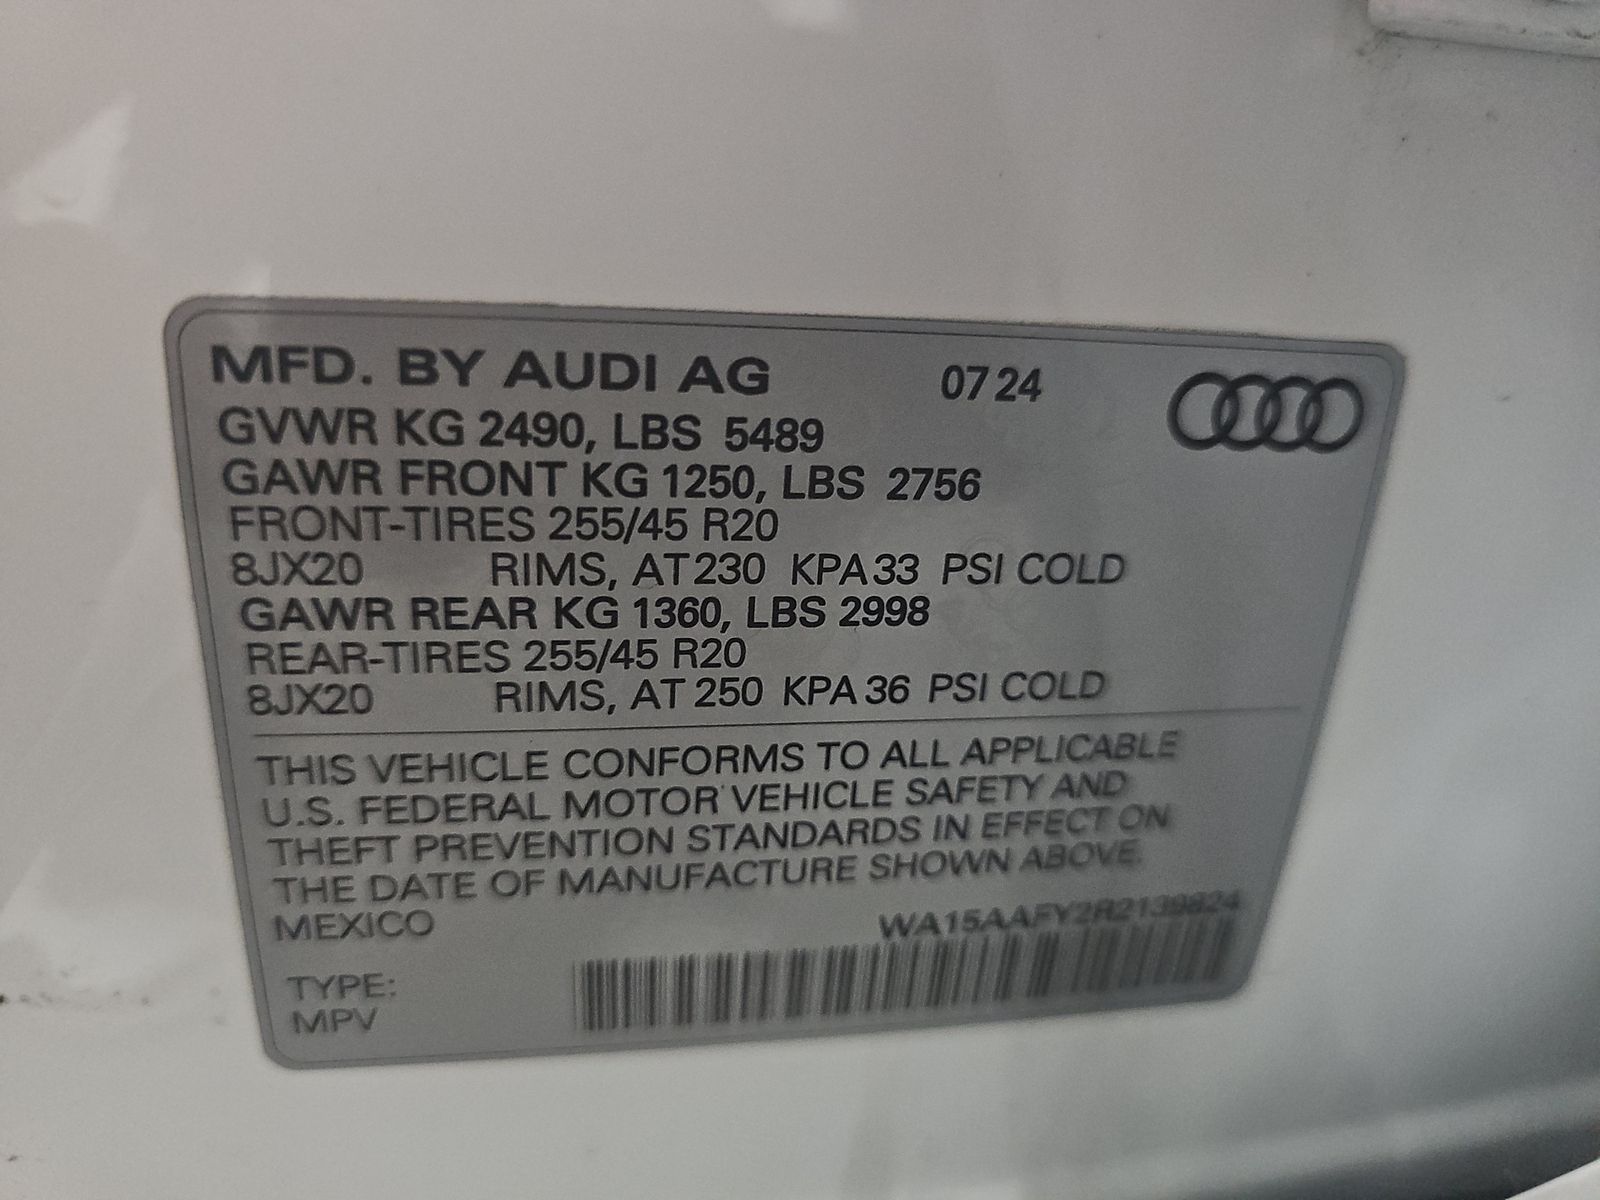 MFD. BY AUDI AG 07 24
GVWR KG 2490, LBS 5489
GAWR FRONT KG 1250, LBS 2756
FRONT-TIRES 255/45 R20
8JX20 RIMS, AT 230 KPA 33 PSI COLD
GAWR REAR KG 1360, LBS 2998
REAR-TIRES 255/45 R20
8JX20 RIMS, AT 250 KPA 36 PSI COLD
THIS VEHICLE CONFORMS TO ALL APPLICABLE
U.S. FEDERAL MOTOR VEHICLE SAFETY AND
THEFT PREVENTION STANDARDS IN EFFECT ON
THE DATE OF MANUFACTURE SHOWN ABOVE.
MEXICO WA15AAFY2R2139824
TYPE:
MPV